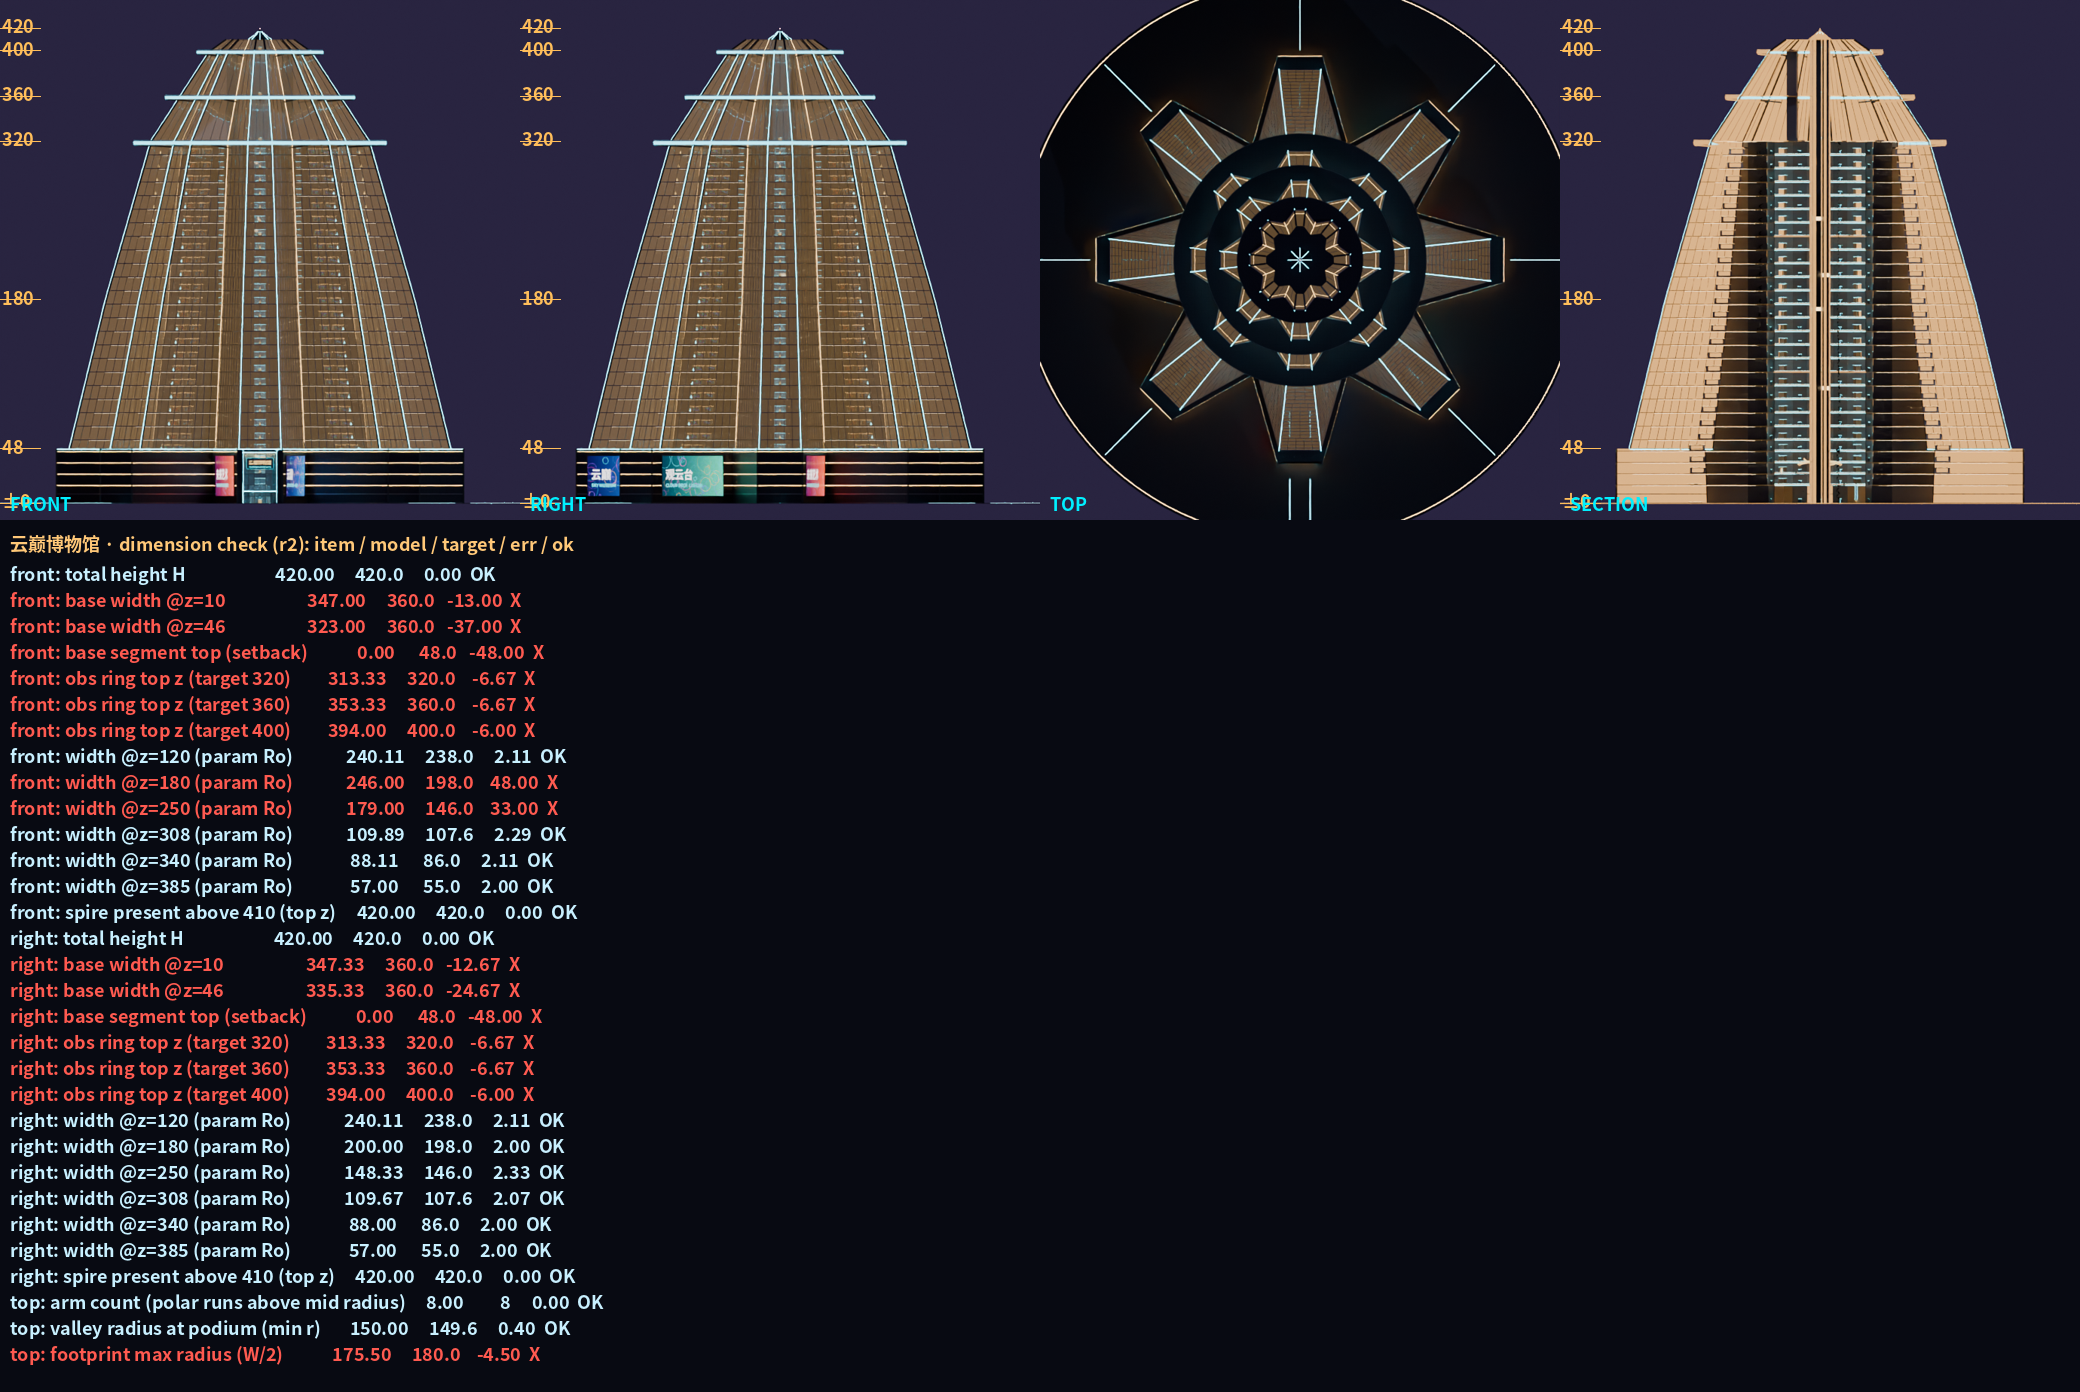 420
400
360
320
180
48
±0
FRONT
420
400
360
320
180
48
±0
RIGHT
云巅
观云台
TOP
420
400
360
320
180
48
±0
SECTION
云巅博物馆 · dimension check (r2): item / model / target / err / ok
front: total height H 420.00 420.0 0.00 OK
front: base width @z=10 347.00 360.0 -13.00 X
front: base width @z=46 323.00 360.0 -37.00 X
front: base segment top (setback) 0.00 48.0 -48.00 X
front: obs ring top z (target 320) 313.33 320.0 -6.67 X
front: obs ring top z (target 360) 353.33 360.0 -6.67 X
front: obs ring top z (target 400) 394.00 400.0 -6.00 X
front: width @z=120 (param Ro) 240.11 238.0 2.11 OK
front: width @z=180 (param Ro) 246.00 198.0 48.00 X
front: width @z=250 (param Ro) 179.00 146.0 33.00 X
front: width @z=308 (param Ro) 109.89 107.6 2.29 OK
front: width @z=340 (param Ro) 88.11 86.0 2.11 OK
front: width @z=385 (param Ro) 57.00 55.0 2.00 OK
front: spire present above 410 (top z) 420.00 420.0 0.00 OK
right: total height H 420.00 420.0 0.00 OK
right: base width @z=10 347.33 360.0 -12.67 X
right: base width @z=46 335.33 360.0 -24.67 X
right: base segment top (setback) 0.00 48.0 -48.00 X
right: obs ring top z (target 320) 313.33 320.0 -6.67 X
right: obs ring top z (target 360) 353.33 360.0 -6.67 X
right: obs ring top z (target 400) 394.00 400.0 -6.00 X
right: width @z=120 (param Ro) 240.11 238.0 2.11 OK
right: width @z=180 (param Ro) 200.00 198.0 2.00 OK
right: width @z=250 (param Ro) 148.33 146.0 2.33 OK
right: width @z=308 (param Ro) 109.67 107.6 2.07 OK
right: width @z=340 (param Ro) 88.00 86.0 2.00 OK
right: width @z=385 (param Ro) 57.00 55.0 2.00 OK
right: spire present above 410 (top z) 420.00 420.0 0.00 OK
top: arm count (polar runs above mid radius) 8.00 8 0.00 OK
top: valley radius at podium (min r) 150.00 149.6 0.40 OK
top: footprint max radius (W/2) 175.50 180.0 -4.50 X